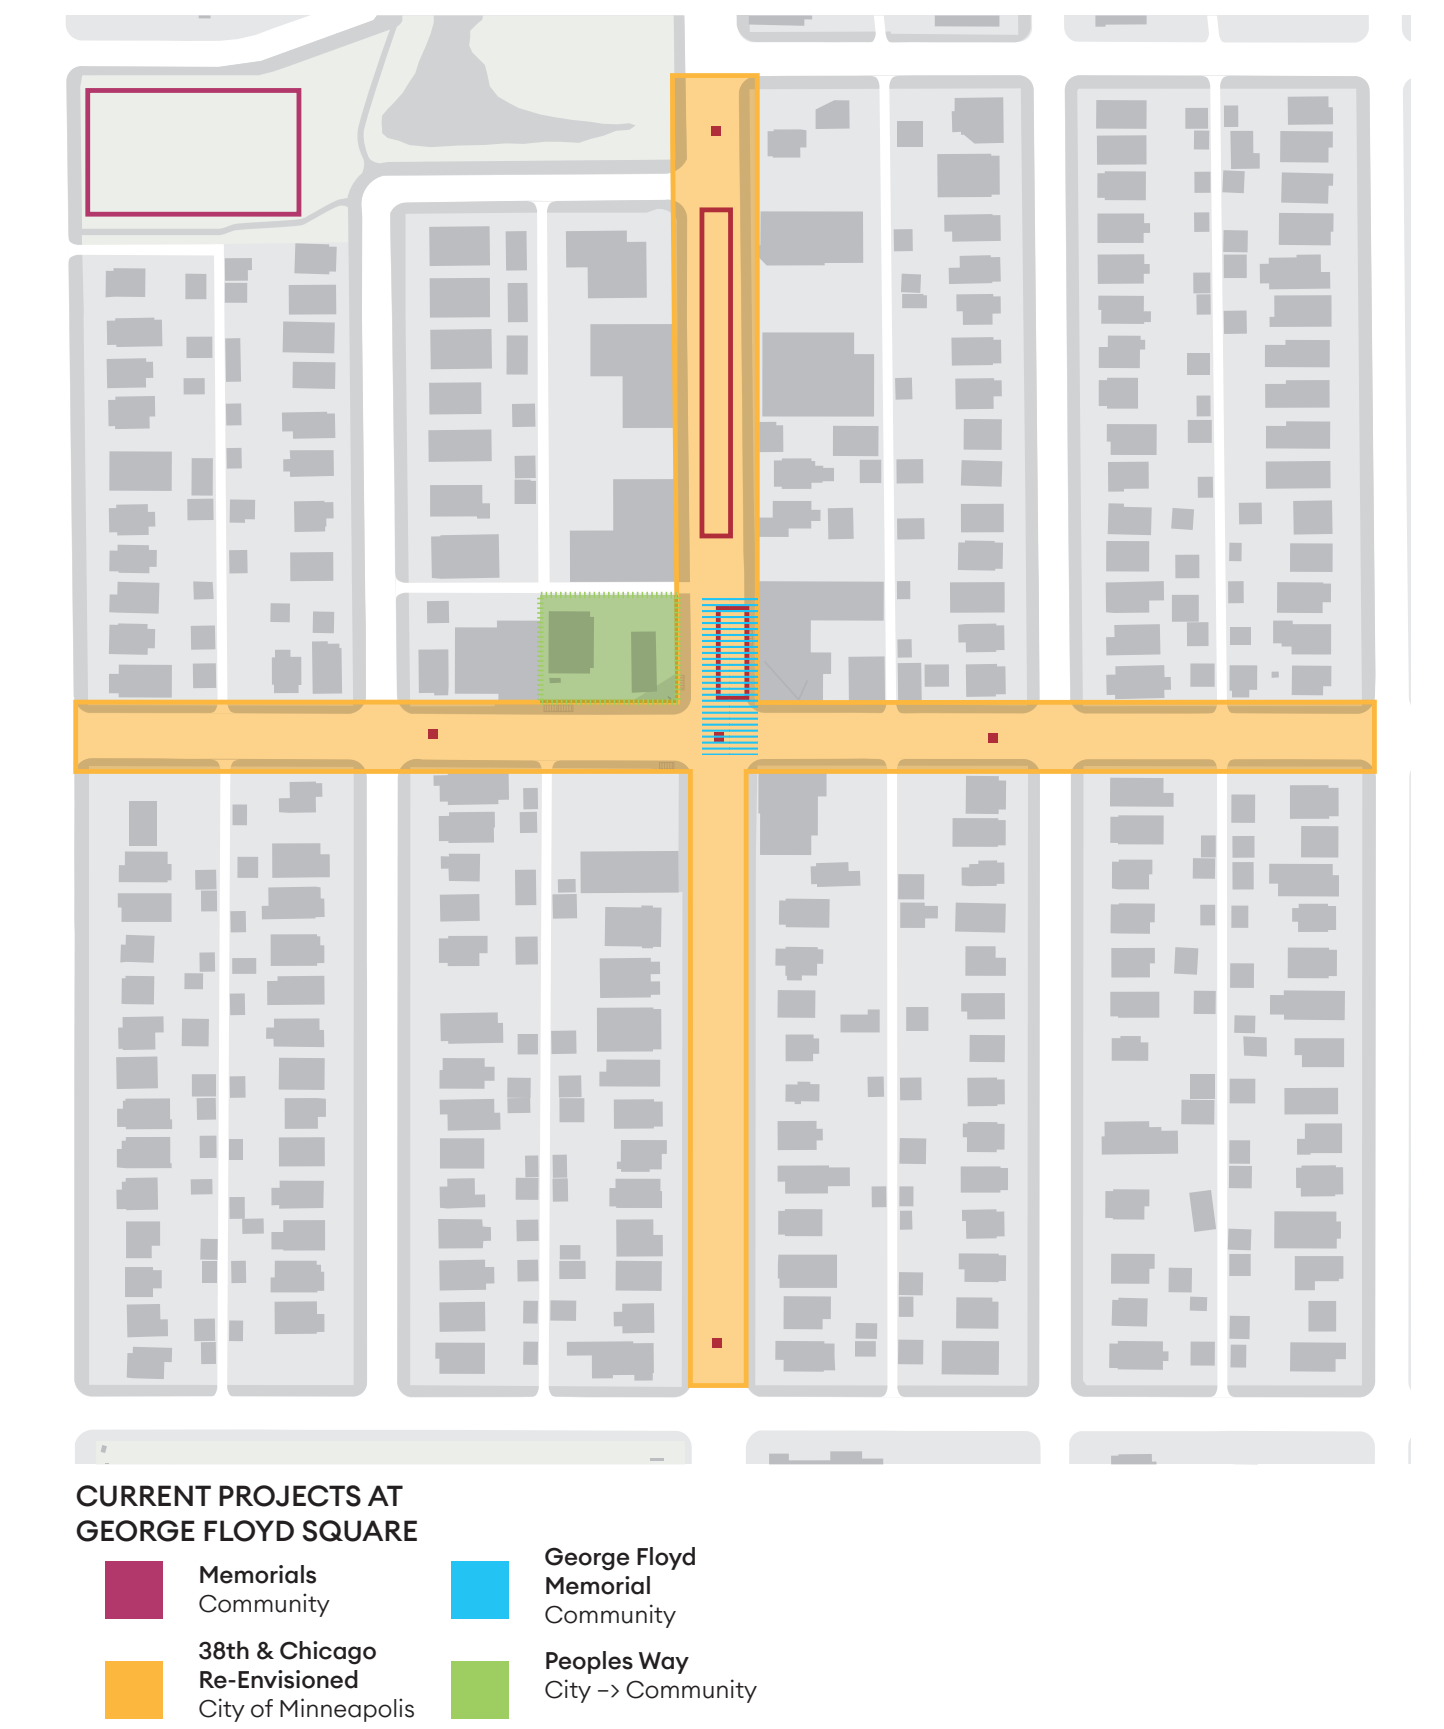 CURRENT PROJECTS AT
GEORGE FLOYD SQUARE
Memorials
Community
38th & Chicago
Re-Envisioned
City of Minneapolis
George Floyd
Memorial
Community
Peoples Way
City –> Community